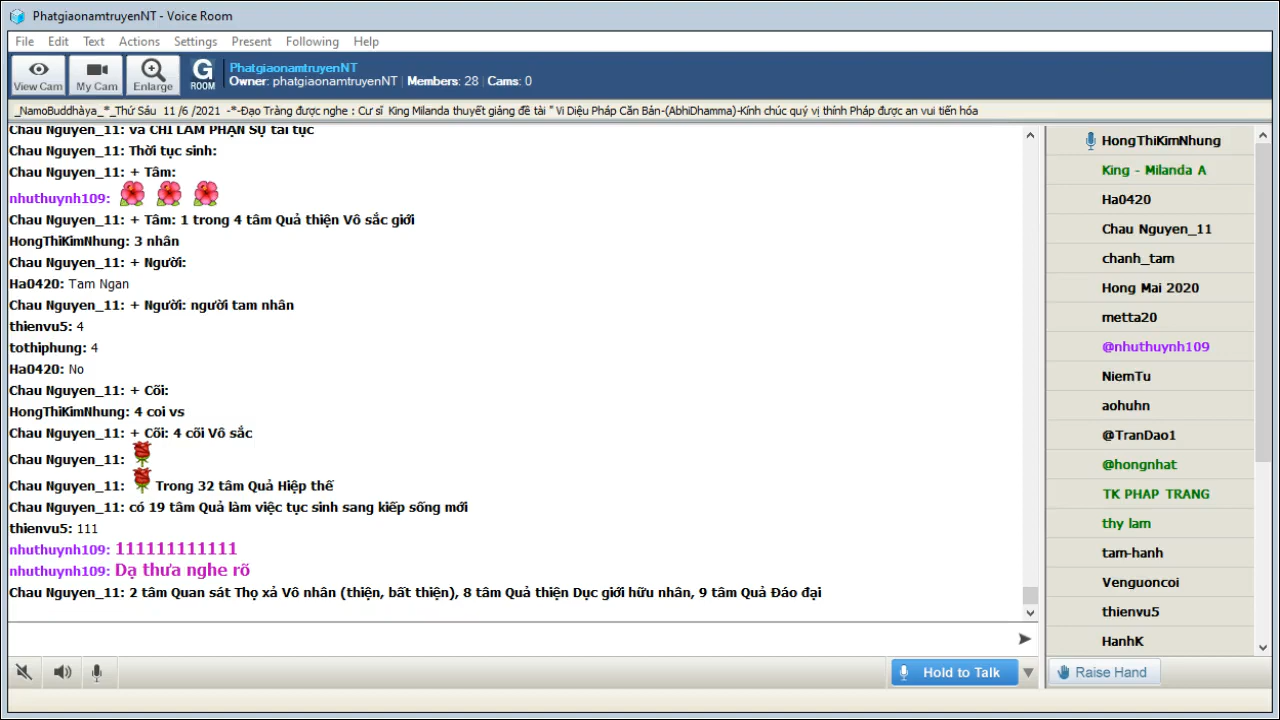 PhatgiaonamtruyenNT - Voice Room
File Edit Text Actions Settings Present Following Help
View Cam My Cam Enlarge G ROOM
PhatgiaonamtruyenNT
Owner: phatgiaonamtruyenNT | Members: 28 | Cams: 0
_NamoBuddhàya_*_Thứ Sáu 11 /6 /2021 -*-Đạo Tràng được nghe : Cư sĩ King Milanda thuyết giảng đề tài " Vi Diệu Pháp Căn Bản-(AbhiDhamma)-Kính chúc quý vị thính Pháp được an vui tiến hóa
Chau Nguyen_11: và CHỈ LÀM PHẬN SỰ tái tục
Chau Nguyen_11: Thời tục sinh:
Chau Nguyen_11: + Tâm:
nhuthuynh109:
Chau Nguyen_11: + Tâm: 1 trong 4 tâm Quả thiện Vô sắc giới
HongThiKimNhung: 3 nhân
Chau Nguyen_11: + Người:
Ha0420: Tam Ngan
Chau Nguyen_11: + Người: người tam nhân
thienvu5: 4
tothiphung: 4
Ha0420: No
Chau Nguyen_11: + Cõi:
HongThiKimNhung: 4 coi vs
Chau Nguyen_11: + Cõi: 4 cõi Vô sắc
Chau Nguyen_11:
Chau Nguyen_11: Trong 32 tâm Quả Hiệp thế
Chau Nguyen_11: có 19 tâm Quả làm việc tục sinh sang kiếp sống mới
thienvu5: 111
nhuthuynh109: 111111111111
nhuthuynh109: Dạ thưa nghe rõ
Chau Nguyen_11: 2 tâm Quan sát Thọ xả Vô nhân (thiện, bất thiện), 8 tâm Quả thiện Dục giới hữu nhân, 9 tâm Quả Đáo đại
HongThiKimNhung
King - Milanda A
Ha0420
Chau Nguyen_11
chanh_tam
Hong Mai 2020
metta20
@nhuthuynh109
NiemTu
aohuhn
@TranDao1
@hongnhat
TK PHAP TRANG
thy lam
tam-hanh
Venguoncoi
thienvu5
HanhK
Hold to Talk
Raise Hand